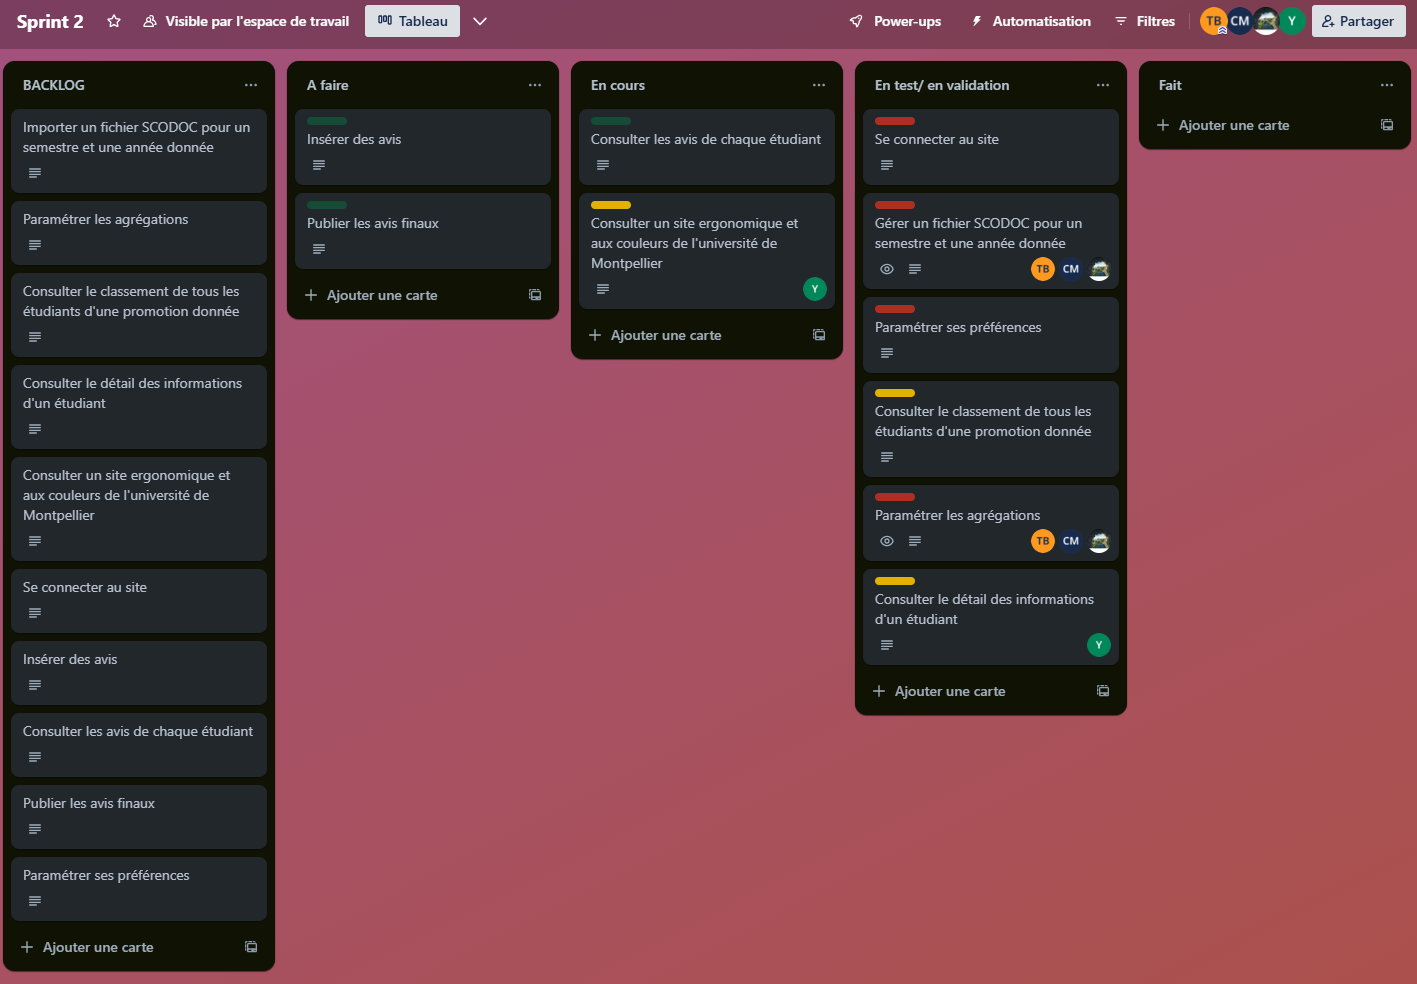 Sprint 2
Visible par l'espace de travail
Tableau
Power-ups
Automatisation
Filtres
TB
CM
Y
Partager
BACKLOG
Importer un fichier SCODOC pour un
semestre et une année donnée
Paramétrer les agrégations
Consulter le classement de tous les
étudiants d'une promotion donnée
Consulter le détail des informations
d'un étudiant
Consulter un site ergonomique et
aux couleurs de l'université de
Montpellier
Se connecter au site
Insérer des avis
Consulter les avis de chaque étudiant
Publier les avis finaux
Paramétrer ses préférences
Ajouter une carte
A faire
Insérer des avis
Publier les avis finaux
Ajouter une carte
En cours
Consulter les avis de chaque étudiant
Consulter un site ergonomique et
aux couleurs de l'université de
Montpellier
Y
Ajouter une carte
En test/ en validation
Se connecter au site
Gérer un fichier SCODOC pour un
semestre et une année donnée
TB
CM
Paramétrer ses préférences
Consulter le classement de tous les
étudiants d'une promotion donnée
Paramétrer les agrégations
TB
CM
Consulter le détail des informations
d'un étudiant
Y
Ajouter une carte
Fait
Ajouter une carte